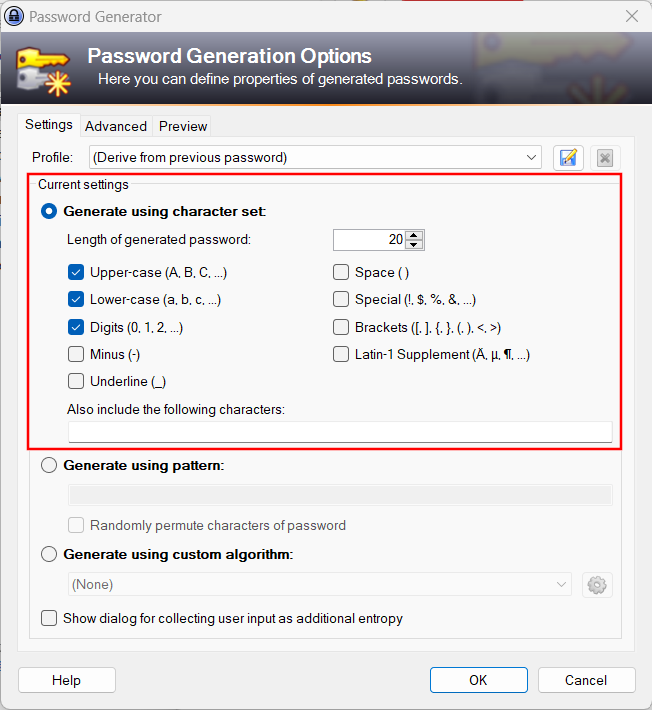 Password Generator
Password Generation Options
Here you can define properties of generated passwords.
Settings Advanced Preview
Profile: (Derive from previous password)
Current settings
Generate using character set:
Length of generated password: 20
Upper-case (A, B, C, ...) Space ( )
Lower-case (a, b, c, ...) Special (!, $, %, &, ...)
Digits (0, 1, 2, ...) Brackets ([, ], {, }, (, ), <, >)
Minus (-) Latin-1 Supplement (Ä, µ, ¶, ...)
Underline (_)
Also include the following characters:
Generate using pattern:
Randomly permute characters of password
Generate using custom algorithm:
(None)
Show dialog for collecting user input as additional entropy
Help OK Cancel